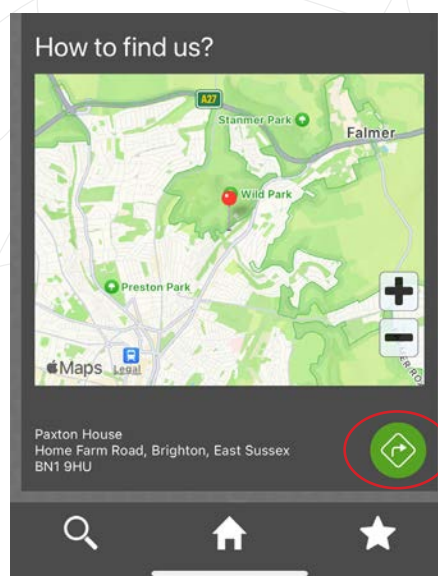 How to find us?
A27
Stanmer Park
Falmer
Wild Park
Preston Park
Maps Legal
Paxton House
Home Farm Road, Brighton, East Sussex
BN1 9HU